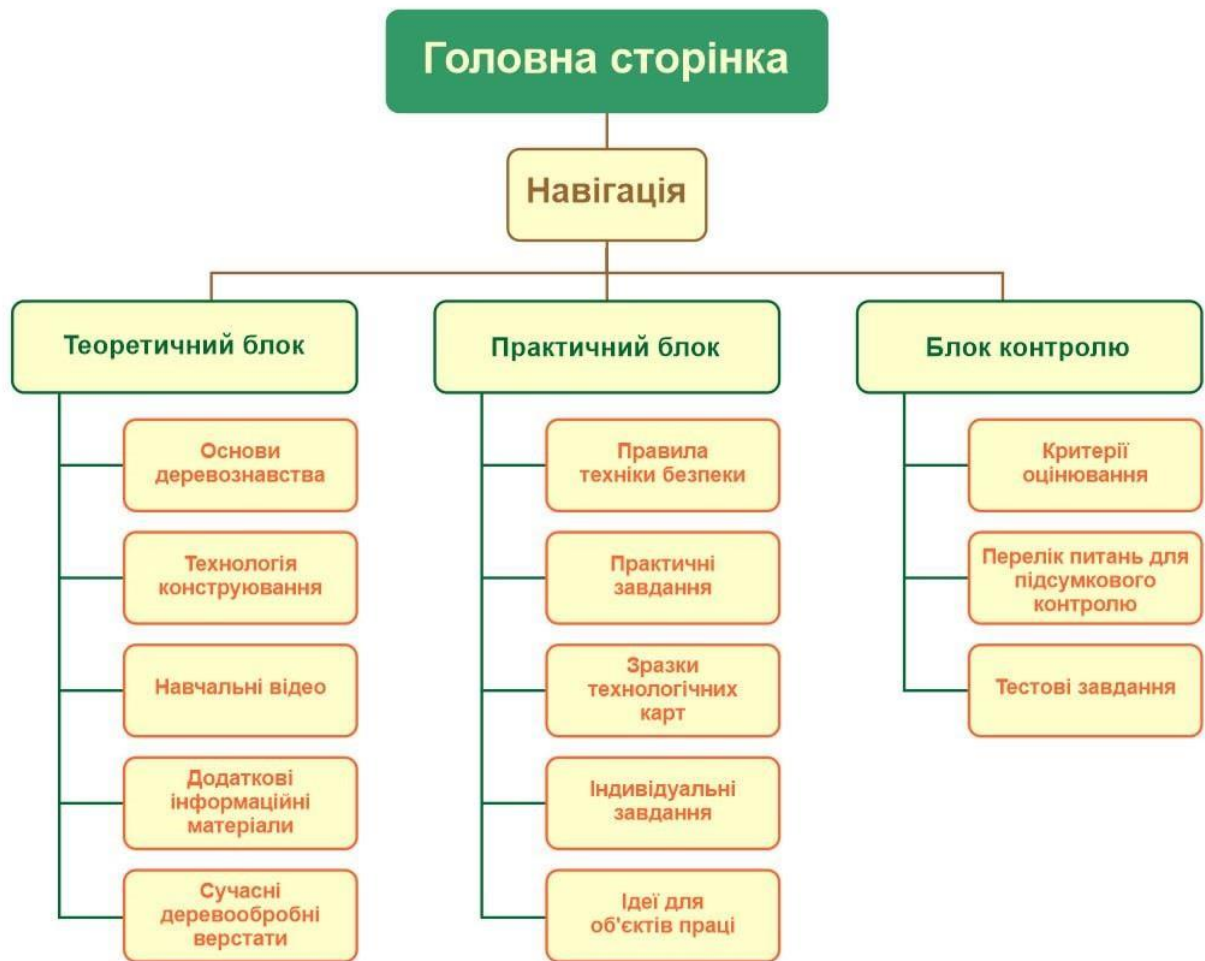 Головна сторінка
Навігація
Теоретичний блок
Основи
деревознавства
Технологія
конструювання
Навчальні відео
Додаткові
інформаційні
матеріали
Сучасні
деревообробні
верстати
Практичний блок
Правила
техніки безпеки
Практичні
завдання
Зразки
технологічних
карт
Індивідуальні
завдання
Ідеї для
об'єктів праці
Блок контролю
Критерії
оцінювання
Перелік питань для
підсумкового
контролю
Тестові завдання